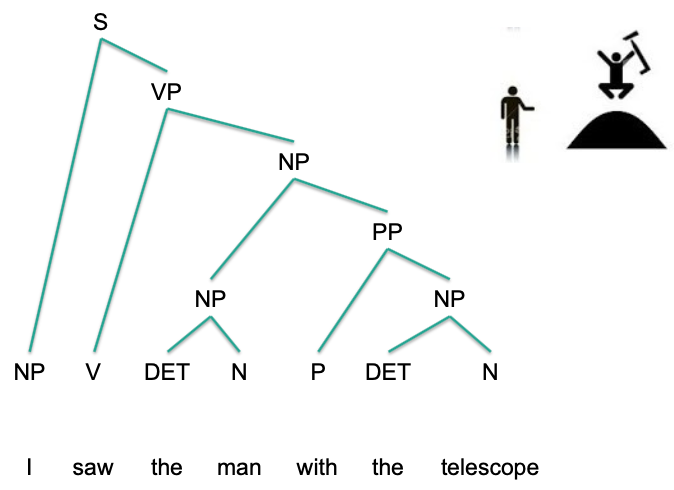 S
VP
NP
PP
NP NP
NP V DET N P DET N
I saw the man with the telescope